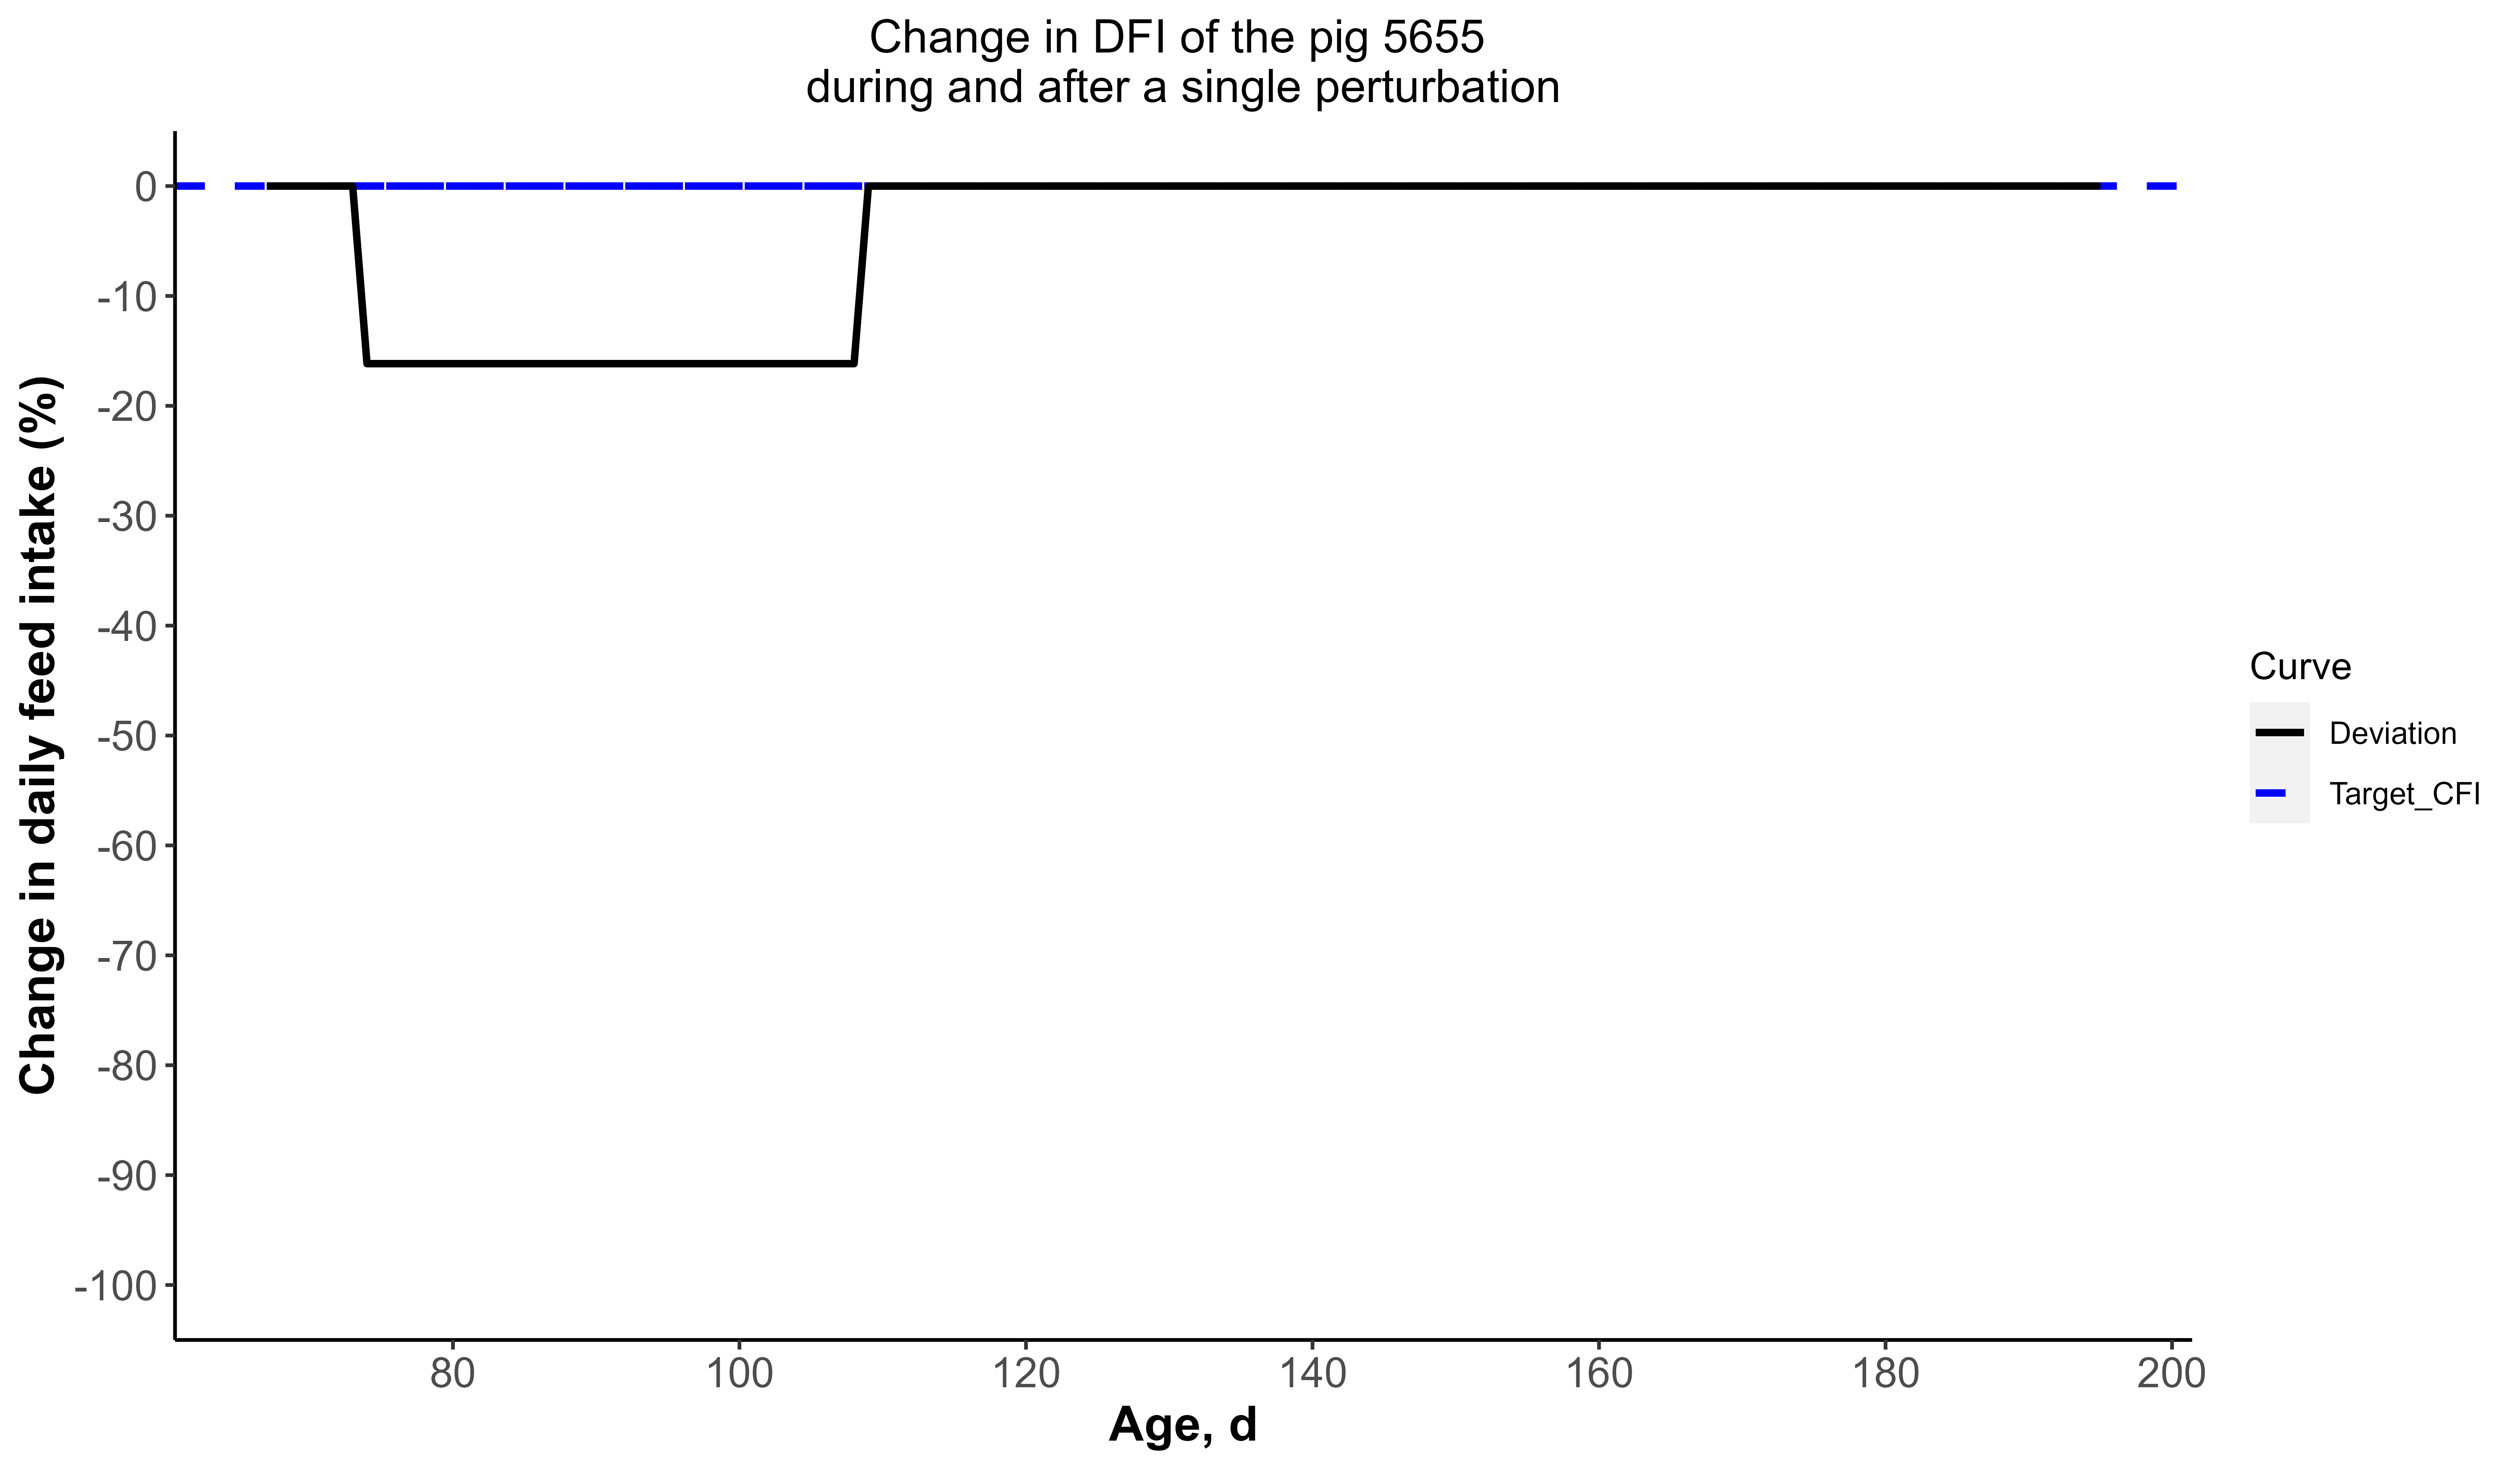 Change in DFI of the pig 5655
during and after a single perturbation
Change in daily feed intake (%)
0
-10
-20
-30
-40
-50
-60
-70
-80
-90
-100
80
100
120
140
160
180
200
Age, d
Curve
Deviation
Target_CFI